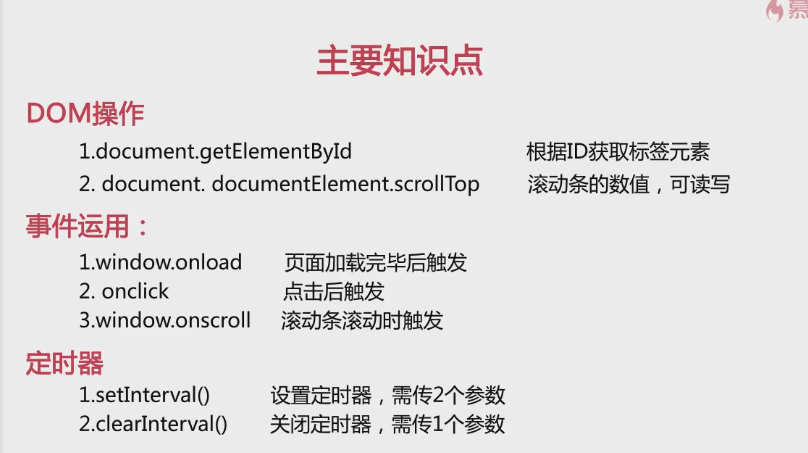 慕
主要知识点
DOM操作
1.document.getElementById 根据ID获取标签元素
2. document. documentElement.scrollTop 滚动条的数值，可读写
事件运用：
1.window.onload 页面加载完毕后触发
2. onclick 点击后触发
3.window.onscroll 滚动条滚动时触发
定时器
1.setInterval() 设置定时器，需传2个参数
2.clearInterval() 关闭定时器，需传1个参数